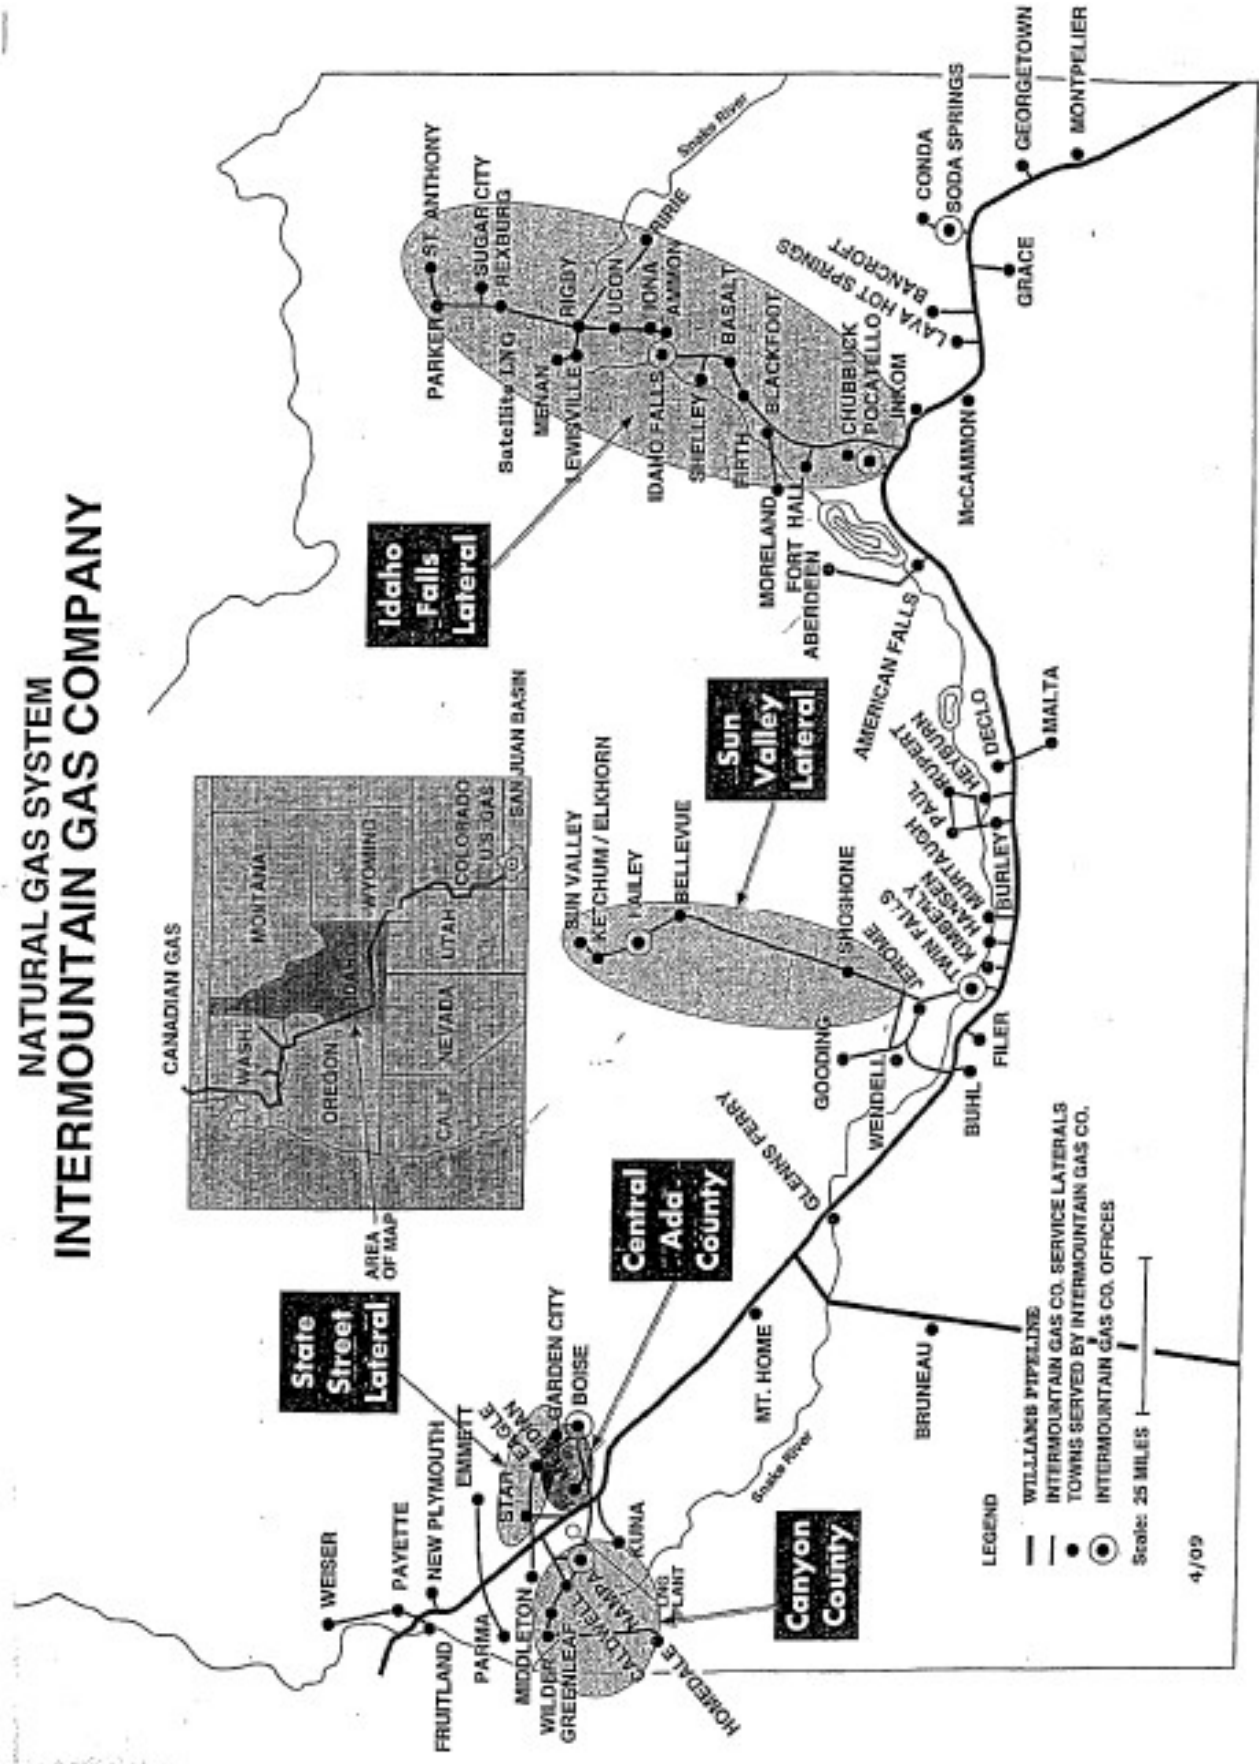 NATURAL GAS SYSTEM
INTERMOUNTAIN GAS COMPANY
CANADIAN GAS
WASH
MONTANA
OREGON
IDAHO
WYOMING
CALIF
NEVADA
UTAH
COLORADO
U.S. GAS
SAN JUAN BASIN
AREA
OF MAP
State
Street
Lateral
Central
Ada
County
Canyon
County
Sun
Valley
Lateral
Idaho
Falls
Lateral
WEISER
PAYETTE
NEW PLYMOUTH
FRUITLAND
EMMETT
PARMA
STAR
EAGLE
GARDEN CITY
BOISE
MIDDLETON
WILDER
GREENLEAF
CALDWELL
NAMPA
HOMEDALE
LNG
PLANT
KUNA
Snake River
MT. HOME
BRUNEAU
GLENNS FERRY
SUN VALLEY
KETCHUM / ELKHORN
HAILEY
BELLEVUE
SHOSHONE
GOODING
WENDELL
JEROME
TWIN FALLS
KIMBERLY
HANSEN
MURTAUGH
BUHL
FILER
BURLEY
PAUL
RUPERT
HEYBURN
DECLO
MALTA
AMERICAN FALLS
ABERDEEN
FORT HALL
MORELAND
PARKER
ST. ANTHONY
SUGAR CITY
REXBURG
Satellite LNG
MENAN
LEWISVILLE
RIGBY
UCON
IONA
AMMON
RIRIE
IDAHO FALLS
SHELLEY
FIRTH
BASALT
BLACKFOOT
CHUBBUCK
POCATELLO
INKOM
McCAMMON
LAVA HOT SPRINGS
BANCROFT
GRACE
CONDA
SODA SPRINGS
GEORGETOWN
MONTPELIER
Snake River
LEGEND
WILLIAMS PIPELINE
INTERMOUNTAIN GAS CO. SERVICE LATERALS
TOWNS SERVED BY INTERMOUNTAIN GAS CO.
INTERMOUNTAIN GAS CO. OFFICES
Scale: 25 MILES
4/09